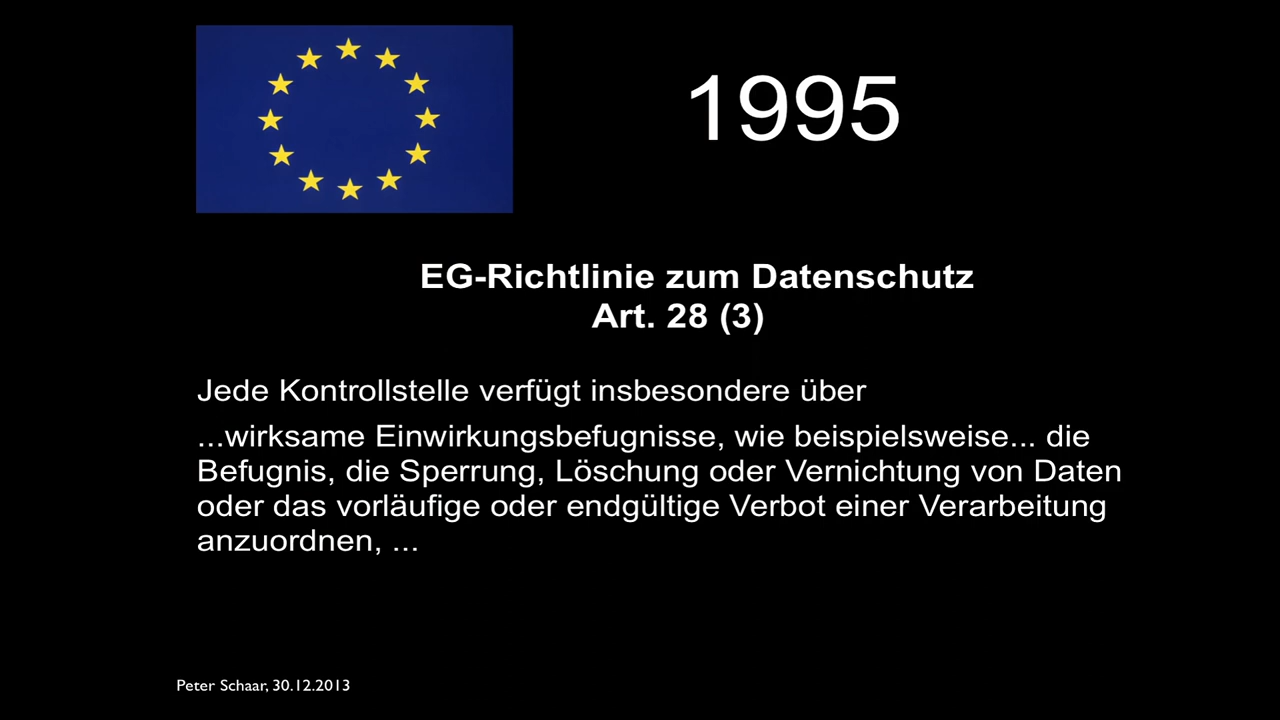 1995
EG-Richtlinie zum Datenschutz
Art. 28 (3)
Jede Kontrollstelle verfügt insbesondere über
...wirksame Einwirkungsbefugnisse, wie beispielsweise... die
Befugnis, die Sperrung, Löschung oder Vernichtung von Daten
oder das vorläufige oder endgültige Verbot einer Verarbeitung
anzuordnen, ...
Peter Schaar, 30.12.2013